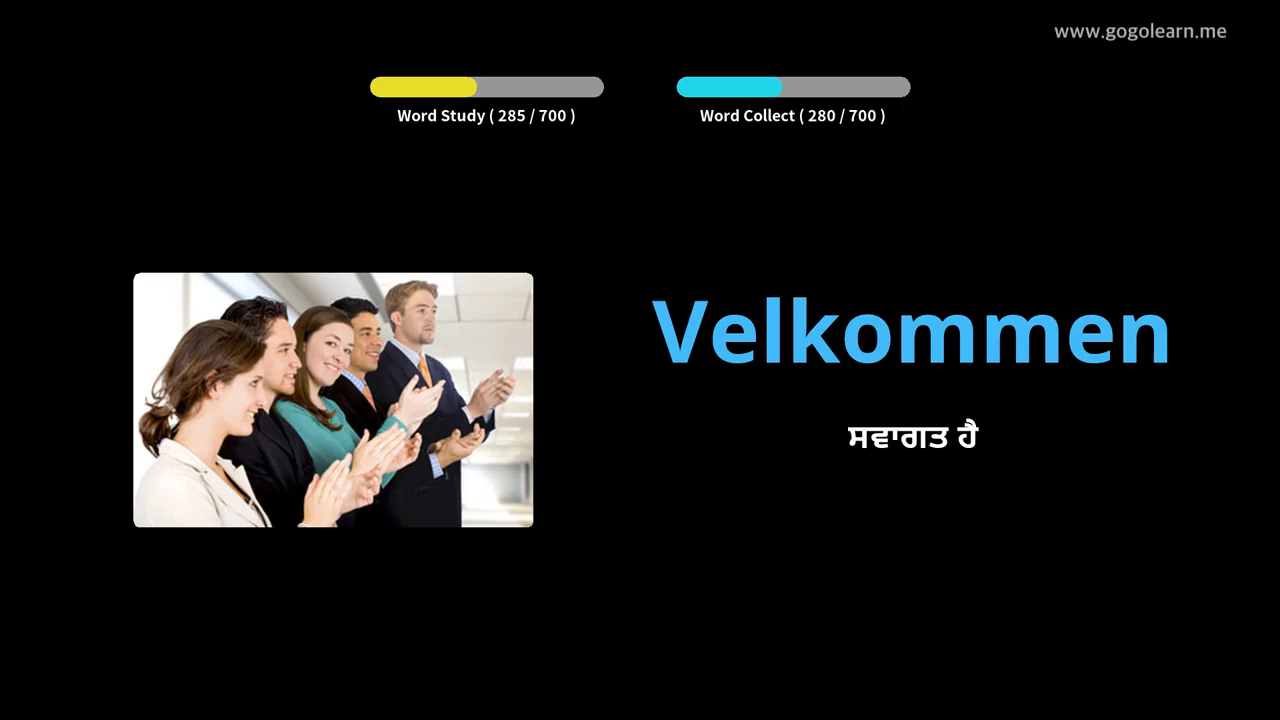 www.gogolearn.me
Word Study ( 285 / 700 )
Word Collect ( 280 / 700 )
Velkommen
ਸਵਾਗਤ ਹੈ